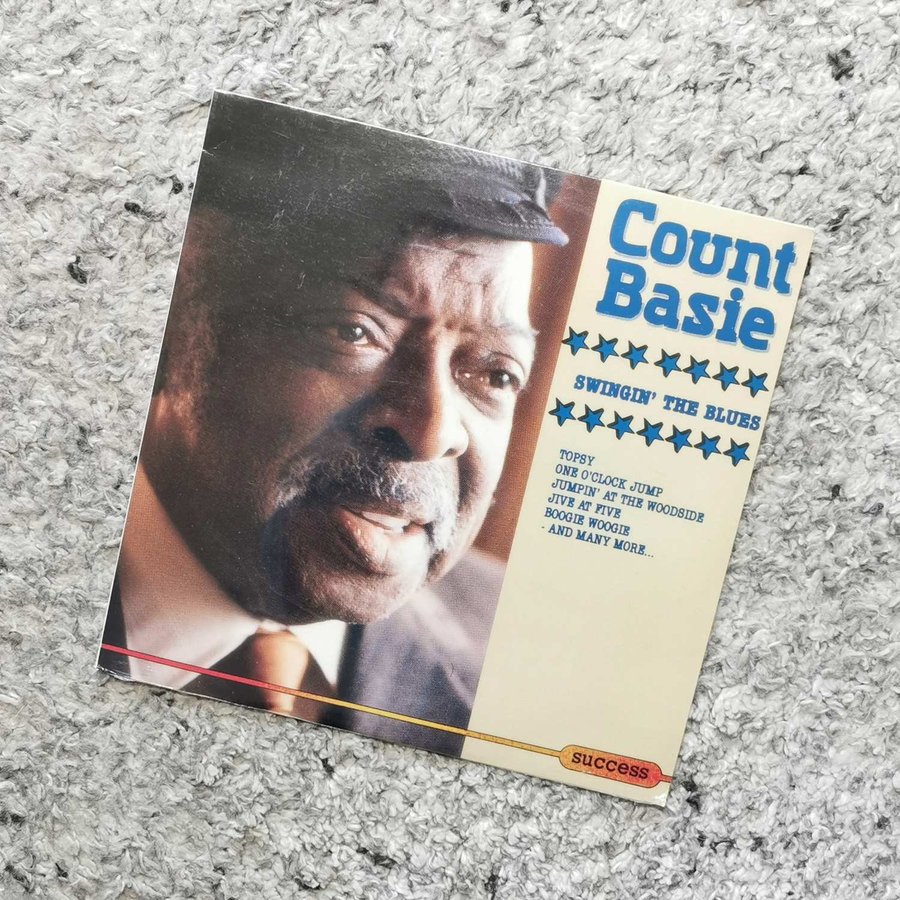 Count
Basie
SWINGIN' THE BLUES
TOPSY
ONE O'CLOCK JUMP
JUMPIN' AT THE WOODSIDE
JIVE AT FIVE
BOOGIE WOOGIE
- AND MANY MORE...
success